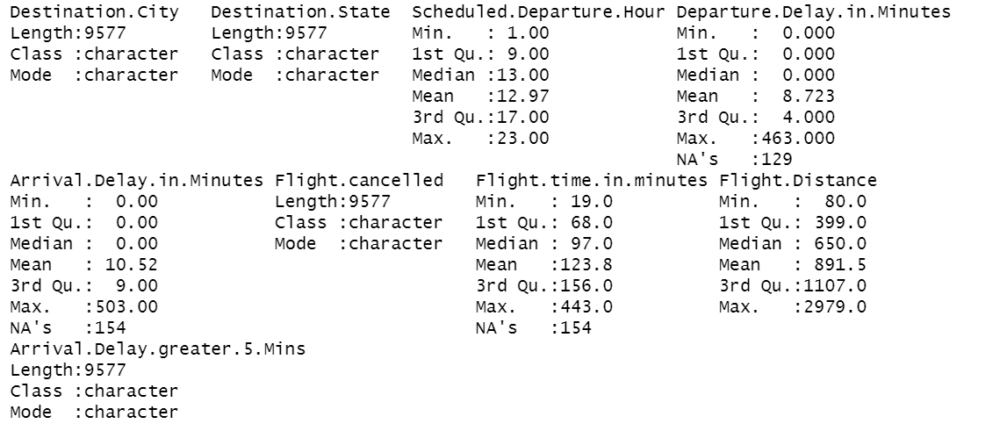 Destination.City   Destination.State  Scheduled.Departure.Hour Departure.Delay.in.Minutes
Length:9577        Length:9577        Min.   : 1.00            Min.   :  0.000
Class :character   Class :character   1st Qu.: 9.00            1st Qu.:  0.000
Mode  :character   Mode  :character   Median :13.00            Median :  0.000
                                      Mean   :12.97            Mean   :  8.723
                                      3rd Qu.:17.00            3rd Qu.:  4.000
                                      Max.   :23.00            Max.   :463.000
                                                               NA's   :129
Arrival.Delay.in.Minutes Flight.cancelled   Flight.time.in.minutes Flight.Distance
Min.   :  0.00           Length:9577        Min.   : 19.0          Min.   :  80.0
1st Qu.:  0.00           Class :character   1st Qu.: 68.0          1st Qu.: 399.0
Median :  0.00           Mode  :character   Median : 97.0          Median : 650.0
Mean   : 10.52                              Mean   :123.8          Mean   : 891.5
3rd Qu.:  9.00                              3rd Qu.:156.0          3rd Qu.:1107.0
Max.   :503.00                              Max.   :443.0          Max.   :2979.0
NA's   :154                                 NA's   :154
Arrival.Delay.greater.5.Mins
Length:9577
Class :character
Mode  :character